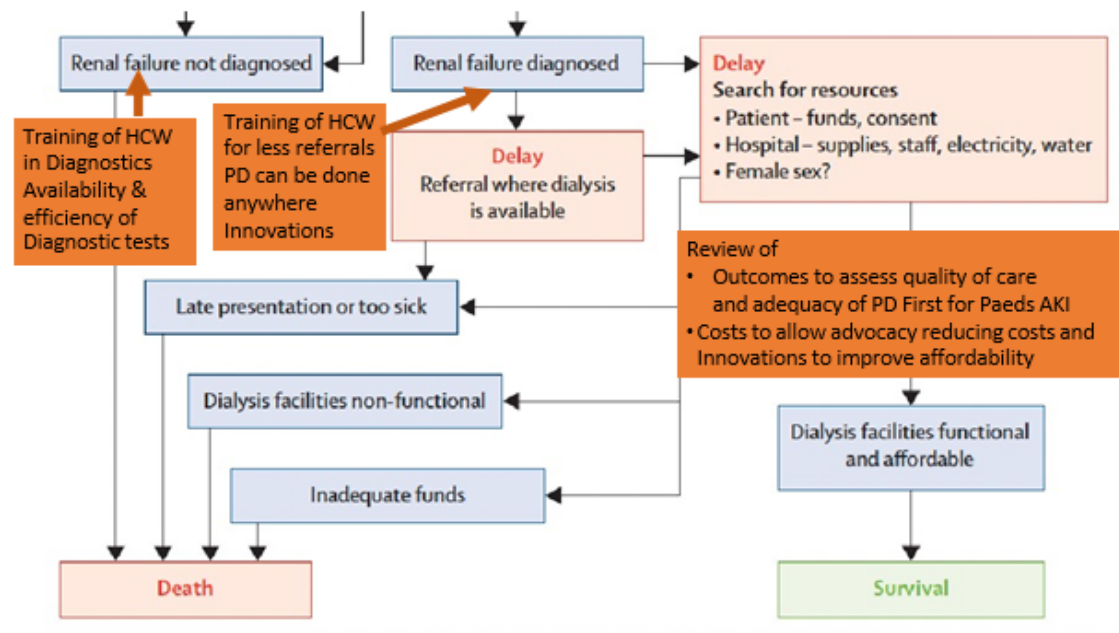 Renal failure not diagnosed
Renal failure diagnosed
Delay
Search for resources
• Patient – funds, consent
• Hospital – supplies, staff, electricity, water
• Female sex?
Training of HCW
in Diagnostics
Availability &
efficiency of
Diagnostic tests
Training of HCW
for less referrals
PD can be done
anywhere
Innovations
Delay
Referral where dialysis
is available
Review of
• Outcomes to assess quality of care
and adequacy of PD First for Paeds AKI
• Costs to allow advocacy reducing costs and
Innovations to improve affordability
Late presentation or too sick
Dialysis facilities non-functional
Dialysis facilities functional
and affordable
Inadequate funds
Death
Survival